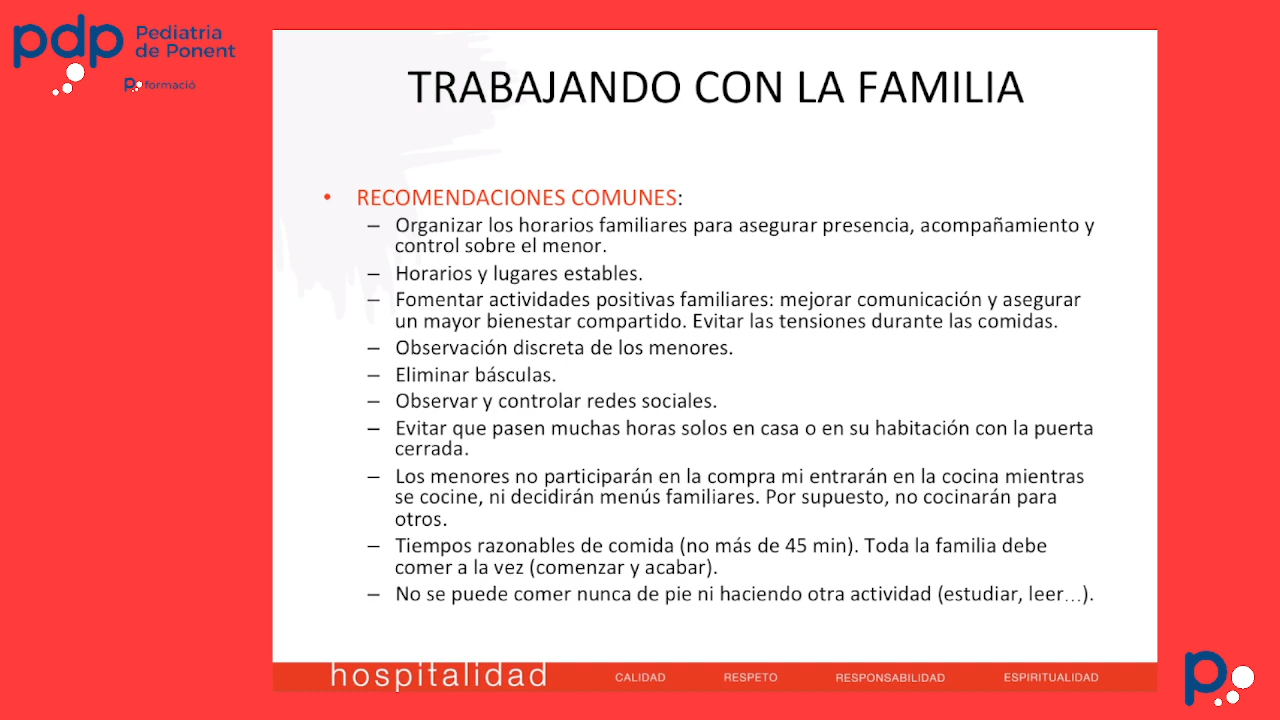 pdp Pediatria
de Ponent
p formació
TRABAJANDO CON LA FAMILIA
• RECOMENDACIONES COMUNES:
– Organizar los horarios familiares para asegurar presencia, acompañamiento y
control sobre el menor.
– Horarios y lugares estables.
– Fomentar actividades positivas familiares: mejorar comunicación y asegurar
un mayor bienestar compartido. Evitar las tensiones durante las comidas.
– Observación discreta de los menores.
– Eliminar básculas.
– Observar y controlar redes sociales.
– Evitar que pasen muchas horas solos en casa o en su habitación con la puerta
cerrada.
– Los menores no participarán en la compra mi entrarán en la cocina mientras
se cocine, ni decidirán menús familiares. Por supuesto, no cocinarán para
otros.
– Tiempos razonables de comida (no más de 45 min). Toda la familia debe
comer a la vez (comenzar y acabar).
– No se puede comer nunca de pie ni haciendo otra actividad (estudiar, leer…).
hospitalidad CALIDAD RESPETO RESPONSABILIDAD ESPIRITUALIDAD
p